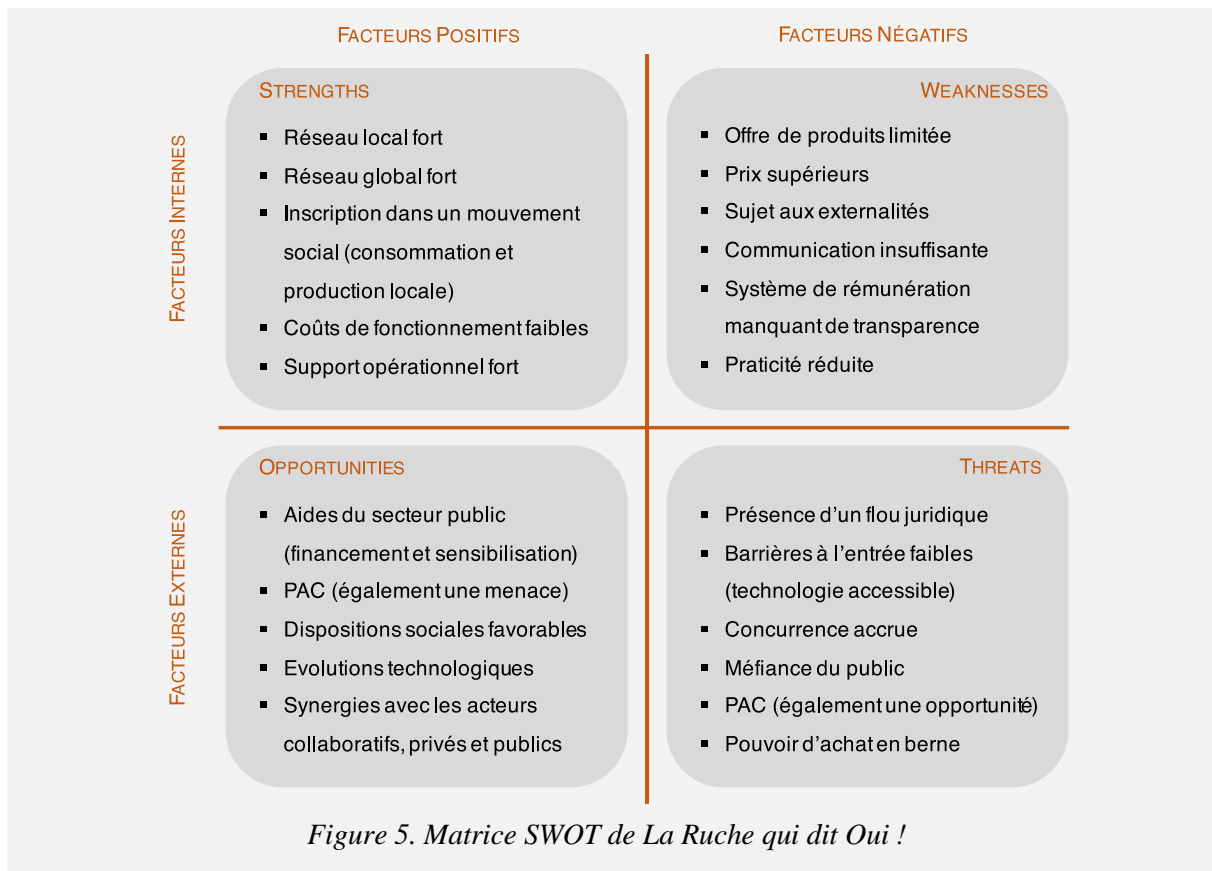 FACTEURS POSITIFS
FACTEURS NÉGATIFS
FACTEURS INTERNES
STRENGTHS
▪ Réseau local fort
▪ Réseau global fort
▪ Inscription dans un mouvement
social (consommation et
production locale)
▪ Coûts de fonctionnement faibles
▪ Support opérationnel fort
WEAKNESSES
▪ Offre de produits limitée
▪ Prix supérieurs
▪ Sujet aux externalités
▪ Communication insuffisante
▪ Système de rémunération
manquant de transparence
▪ Praticité réduite
FACTEURS EXTERNES
OPPORTUNITIES
▪ Aides du secteur public
(financement et sensibilisation)
▪ PAC (également une menace)
▪ Dispositions sociales favorables
▪ Evolutions technologiques
▪ Synergies avec les acteurs
collaboratifs, privés et publics
THREATS
▪ Présence d'un flou juridique
▪ Barrières à l'entrée faibles
(technologie accessible)
▪ Concurrence accrue
▪ Méfiance du public
▪ PAC (également une opportunité)
▪ Pouvoir d'achat en berne
Figure 5. Matrice SWOT de La Ruche qui dit Oui !